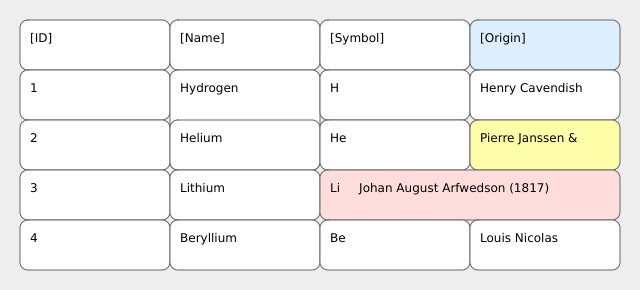 [ID] [Name] [Symbol] [Origin]
1 Hydrogen H Henry Cavendish
2 Helium He Pierre Janssen &
3 Lithium Li Johan August Arfwedson (1817)
4 Beryllium Be Louis Nicolas